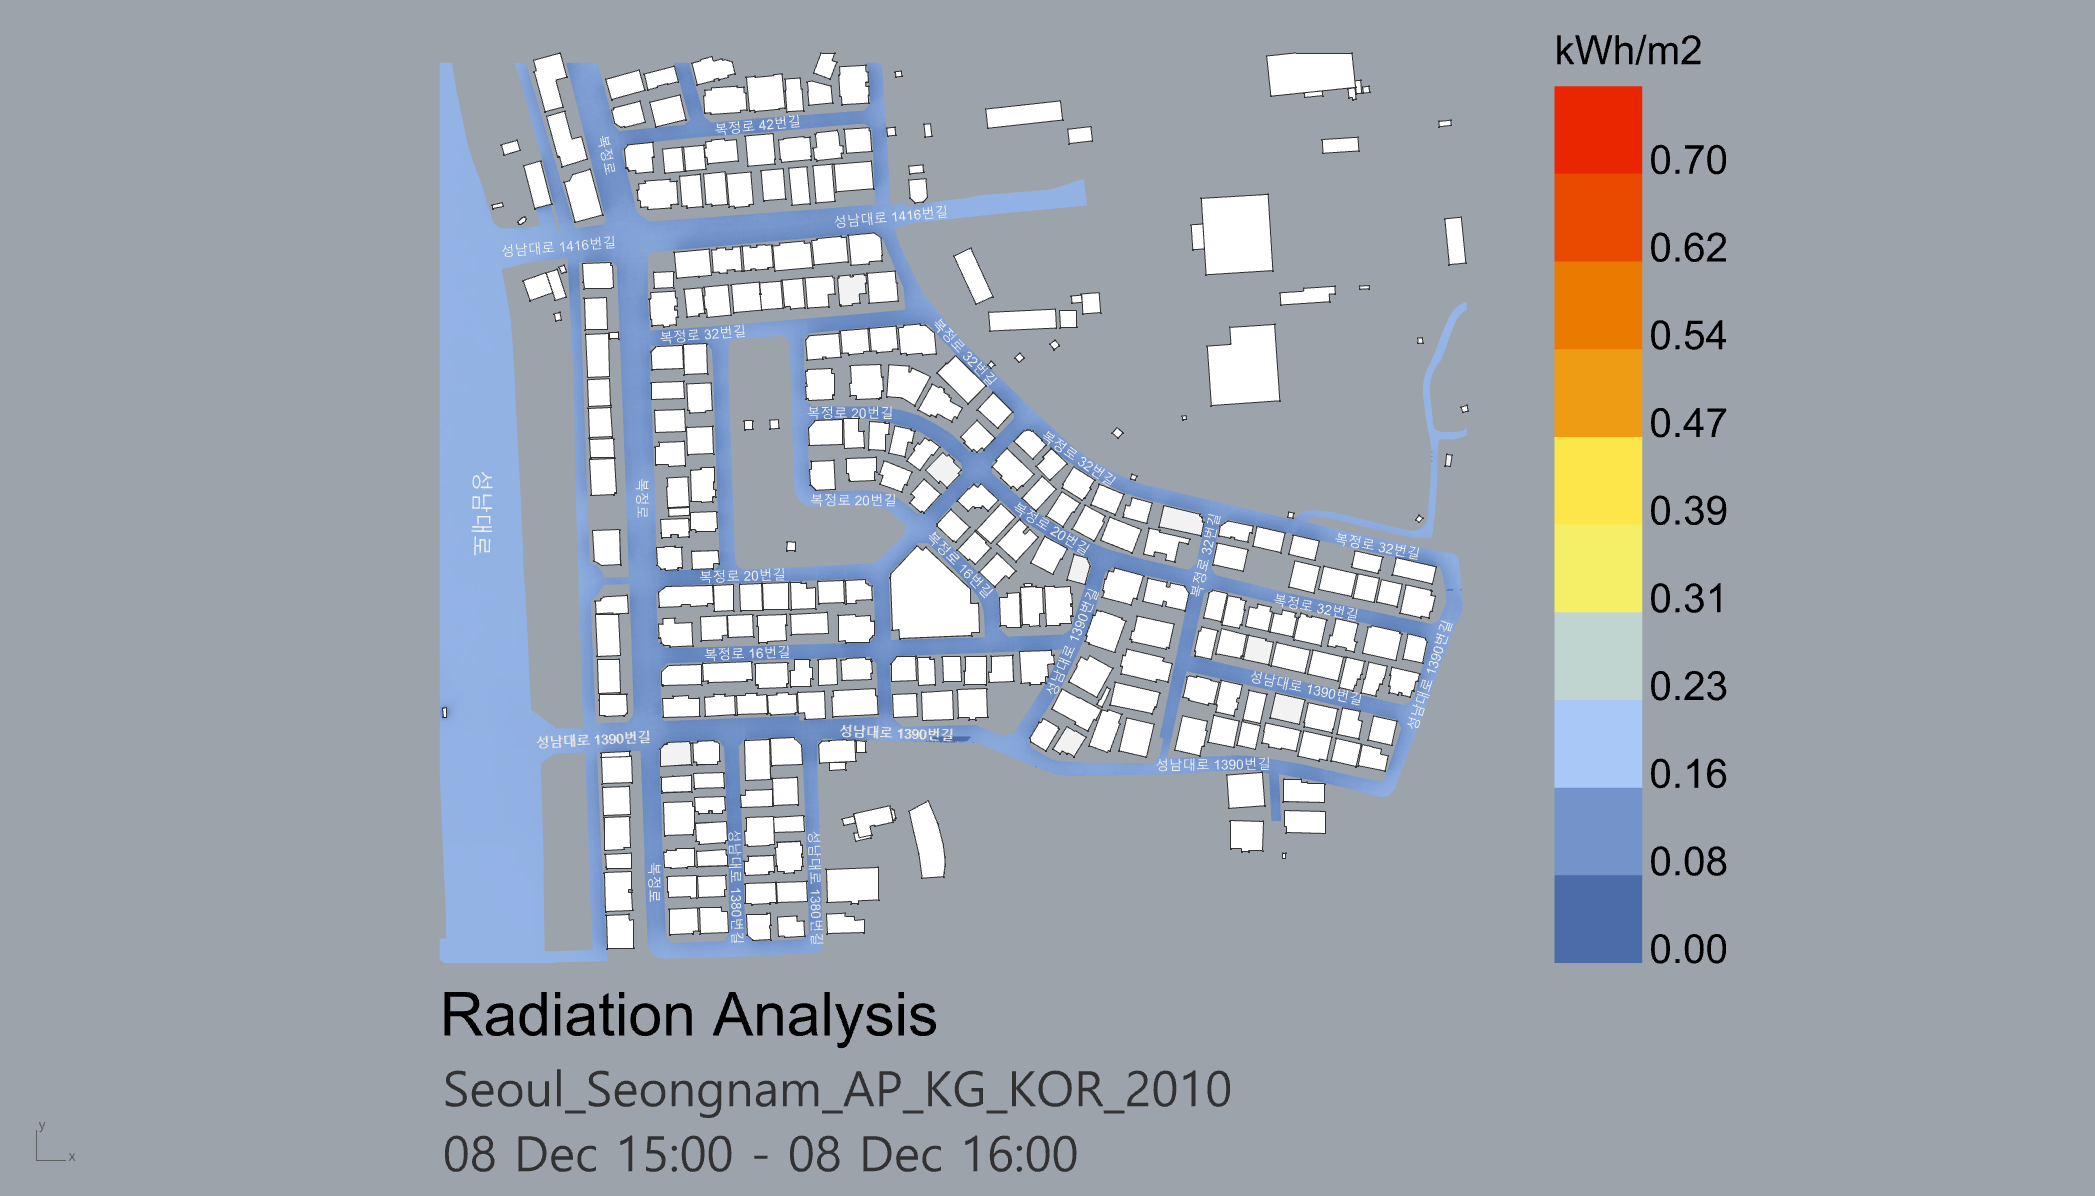 kWh/m2
0.70
0.62
0.54
0.47
0.39
0.31
0.23
0.16
0.08
0.00
복정로 42번길
복정로
성남대로 1416번길
성남대로 1416번길
복정로 32번길
복정로 32번길
복정로 20번길
복정로 32번길
성남대로
복정로
복정로 20번길
복정로 20번길
복정로 32번길
복정로 32번길
복정로 16번길
복정로 20번길
복정로 32번길
성남대로 1390번길
성남대로 1390번길
복정로 16번길
성남대로 1390번길
성남대로 1390번길
성남대로 1390번길
성남대로 1390번길
복정로
성남대로 1380번길
성남대로 1380번길
Radiation Analysis
Seoul_Seongnam_AP_KG_KOR_2010
08 Dec 15:00 - 08 Dec 16:00
y
x